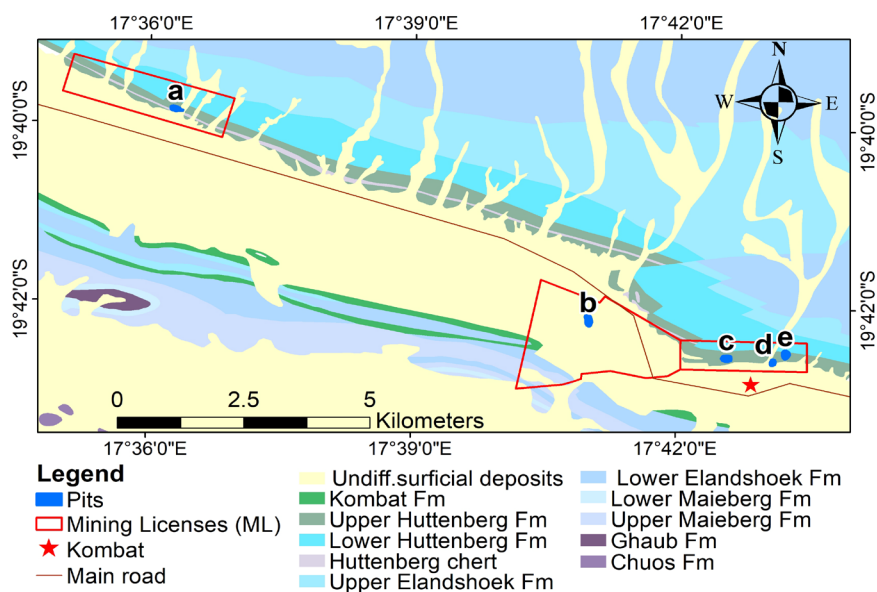 17°36'0"E 17°39'0"E 17°42'0"E
N
W E
S
19°40'0"S 19°40'0"S
a
19°42'0"S 19°42'0"S
b
c d e
0 2.5 5
Kilometers
17°36'0"E 17°39'0"E 17°42'0"E
Legend
Pits
Mining Licenses (ML)
Kombat
Main road
Undiff.surficial deposits
Kombat Fm
Upper Huttenberg Fm
Lower Huttenberg Fm
Huttenberg chert
Upper Elandshoek Fm
Lower Elandshoek Fm
Lower Maieberg Fm
Upper Maieberg Fm
Ghaub Fm
Chuos Fm